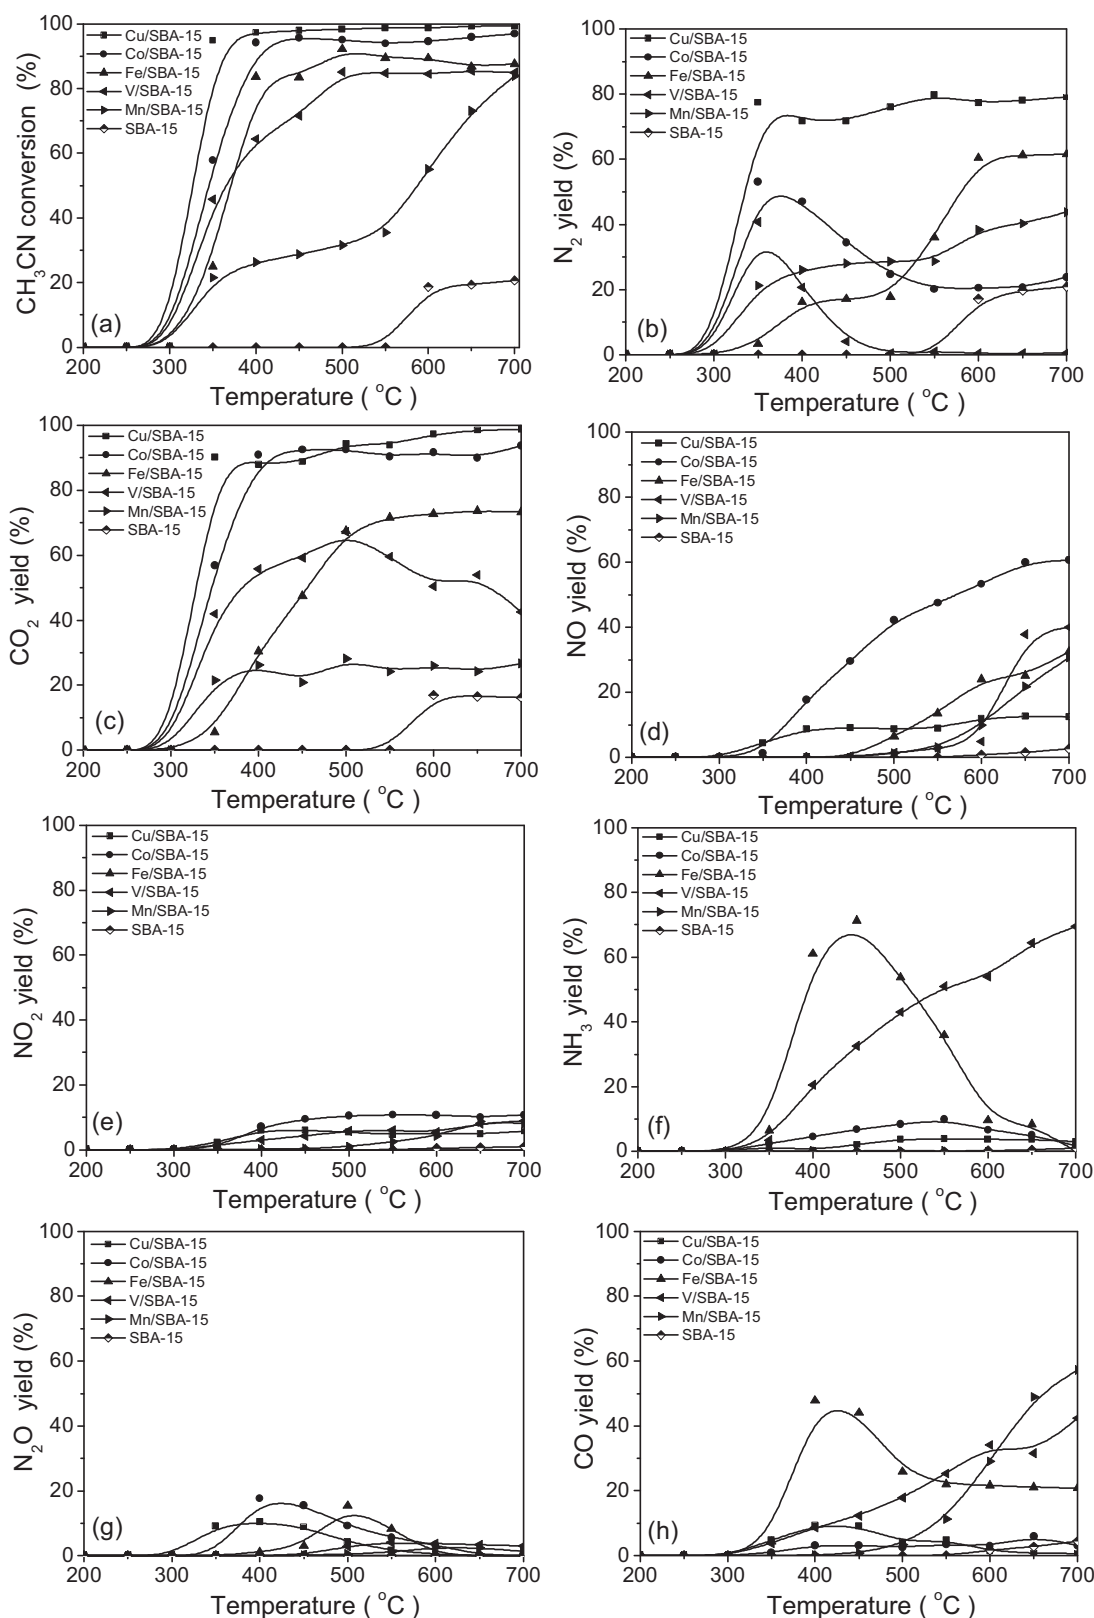 100
80
60
40
20
0
CH3CN conversion (%)
Cu/SBA-15
Co/SBA-15
Fe/SBA-15
V/SBA-15
Mn/SBA-15
SBA-15
(a)
200 300 400 500 600 700
Temperature ( °C )
100
80
60
40
20
0
N2 yield (%)
Cu/SBA-15
Co/SBA-15
Fe/SBA-15
V/SBA-15
Mn/SBA-15
SBA-15
(b)
200 300 400 500 600 700
Temperature ( °C )
100
80
60
40
20
0
CO2 yield (%)
Cu/SBA-15
Co/SBA-15
Fe/SBA-15
V/SBA-15
Mn/SBA-15
SBA-15
(c)
200 300 400 500 600 700
Temperature ( °C )
100
80
60
40
20
0
NO yield (%)
Cu/SBA-15
Co/SBA-15
Fe/SBA-15
V/SBA-15
Mn/SBA-15
SBA-15
(d)
200 300 400 500 600 700
Temperature ( °C )
100
80
60
40
20
0
NO2 yield (%)
Cu/SBA-15
Co/SBA-15
Fe/SBA-15
V/SBA-15
Mn/SBA-15
SBA-15
(e)
200 300 400 500 600 700
Temperature ( °C )
100
80
60
40
20
0
NH3 yield (%)
Cu/SBA-15
Co/SBA-15
Fe/SBA-15
V/SBA-15
Mn/SBA-15
SBA-15
(f)
200 300 400 500 600 700
Temperature ( °C )
100
80
60
40
20
0
N2O yield (%)
Cu/SBA-15
Co/SBA-15
Fe/SBA-15
V/SBA-15
Mn/SBA-15
SBA-15
(g)
200 300 400 500 600 700
Temperature ( °C )
100
80
60
40
20
0
CO yield (%)
Cu/SBA-15
Co/SBA-15
Fe/SBA-15
V/SBA-15
Mn/SBA-15
SBA-15
(h)
200 300 400 500 600 700
Temperature ( °C )